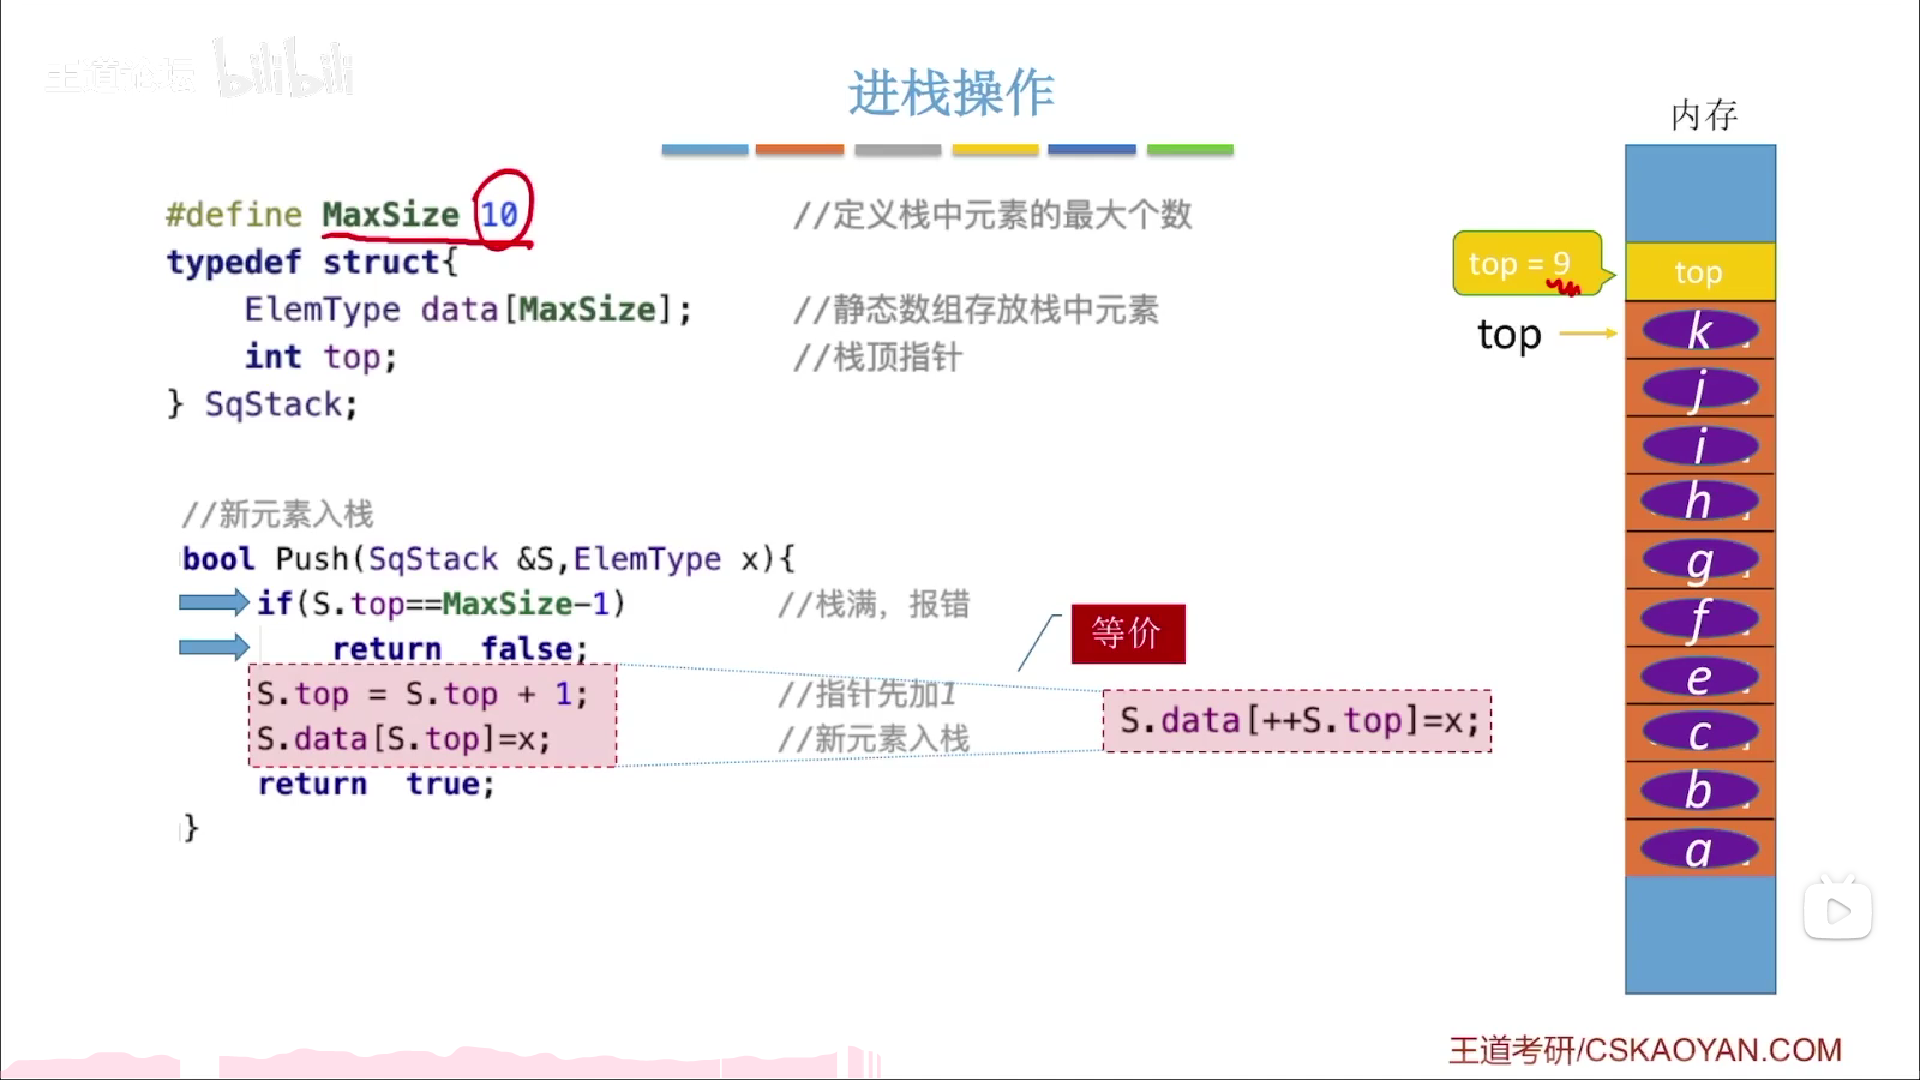 王道论坛 bilibili
进栈操作
#define MaxSize 10 //定义栈中元素的最大个数
typedef struct{
ElemType data[MaxSize]; //静态数组存放栈中元素
int top; //栈顶指针
} SqStack;
//新元素入栈
bool Push(SqStack &S,ElemType x){
if(S.top==MaxSize-1) //栈满，报错
return false;
S.top = S.top + 1; //指针先加1
S.data[S.top]=x; //新元素入栈
return true;
}
等价
S.data[++S.top]=x;
内存
top = 9
top
top
k
j
i
h
g
f
e
c
b
a
王道考研/CSKAOYAN.COM